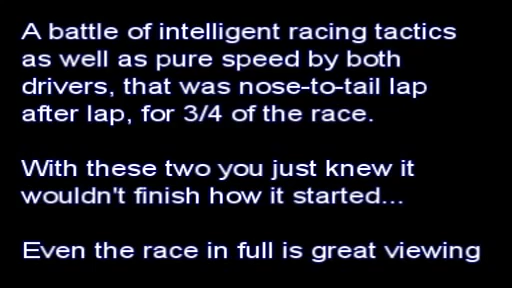 A battle of intelligent racing tactics
as well as pure speed by both
drivers, that was nose-to-tail lap
after lap, for 3/4 of the race.
With these two you just knew it
wouldn't finish how it started...
Even the race in full is great viewing